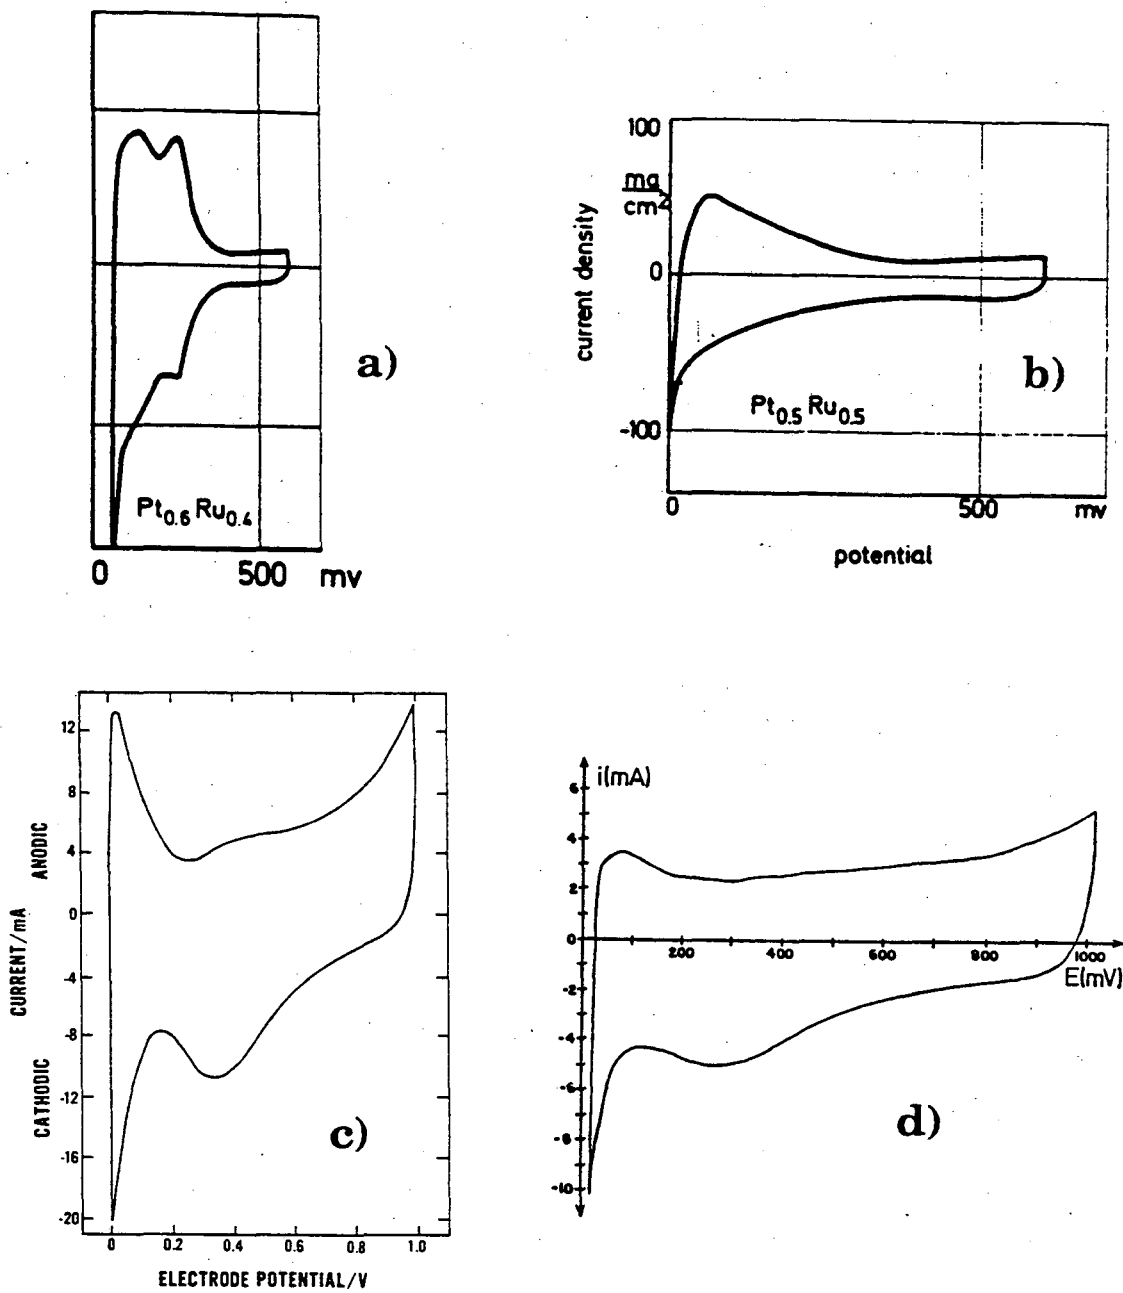 a)
Pt0.6 Ru0.4
0 500 mv
100
ma
cm2
0
-100
current density
b)
Pt0.5 Ru0.5
0 500 mv
potential
12
8
4
0
-4
-8
-12
-16
-20
CURRENT/mA
ANODIC
CATHODIC
c)
0 0.2 0.4 0.6 0.8 1.0
ELECTRODE POTENTIAL/V
i(mA)
6
4
2
0
-2
-4
-6
-8
-10
200 400 600 800 1000
E(mV)
d)